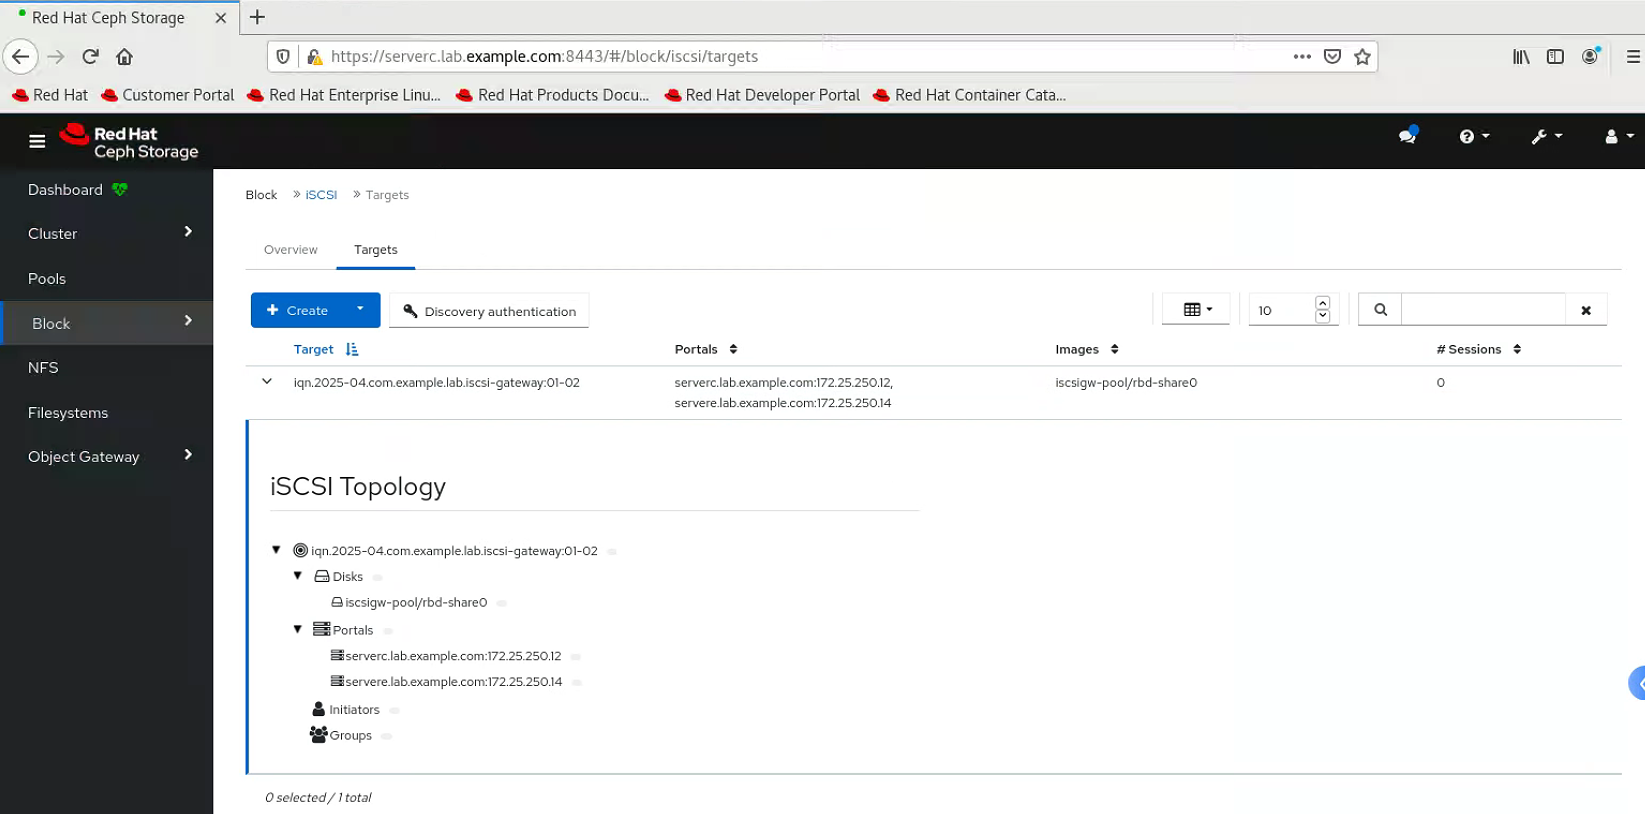 Red Hat Ceph Storage
https://serverc.lab.example.com:8443/#/block/iscsi/targets
Red Hat Customer Portal Red Hat Enterprise Linu... Red Hat Products Docu... Red Hat Developer Portal Red Hat Container Cata...
Red Hat
Ceph Storage
Dashboard
Cluster
Pools
Block
NFS
Filesystems
Object Gateway
Block » iSCSI » Targets
Overview Targets
+ Create Discovery authentication 10
Target Portals Images # Sessions
iqn.2025-04.com.example.lab.iscsi-gateway:01-02 serverc.lab.example.com:172.25.250.12, iscsigw-pool/rbd-share0 0
servere.lab.example.com:172.25.250.14
iSCSI Topology
iqn.2025-04.com.example.lab.iscsi-gateway:01-02
Disks
iscsigw-pool/rbd-share0
Portals
serverc.lab.example.com:172.25.250.12
servere.lab.example.com:172.25.250.14
Initiators
Groups
0 selected / 1 total